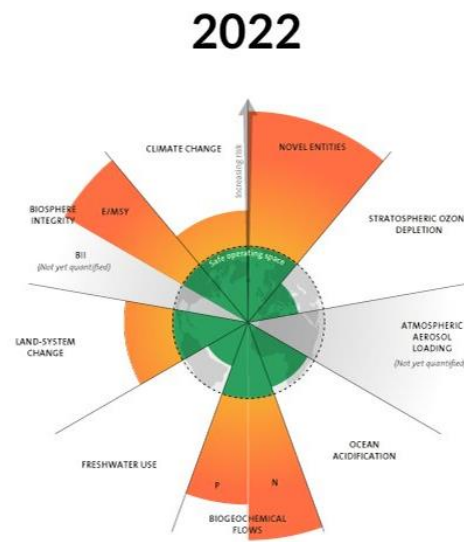 2022
CLIMATE CHANGE
Increasing risk
NOVEL ENTITIES
BIOSPHERE
INTEGRITY
E/MSY
STRATOSPHERIC OZON
DEPLETION
Safe operating space
BII
(Not yet quantified)
ATMOSPHERIC
AEROSOL
LOADING
(Not yet quantified)
LAND-SYSTEM
CHANGE
OCEAN
ACIDIFICATION
FRESHWATER USE
P
N
BIOGEOCHEMICAL
FLOWS